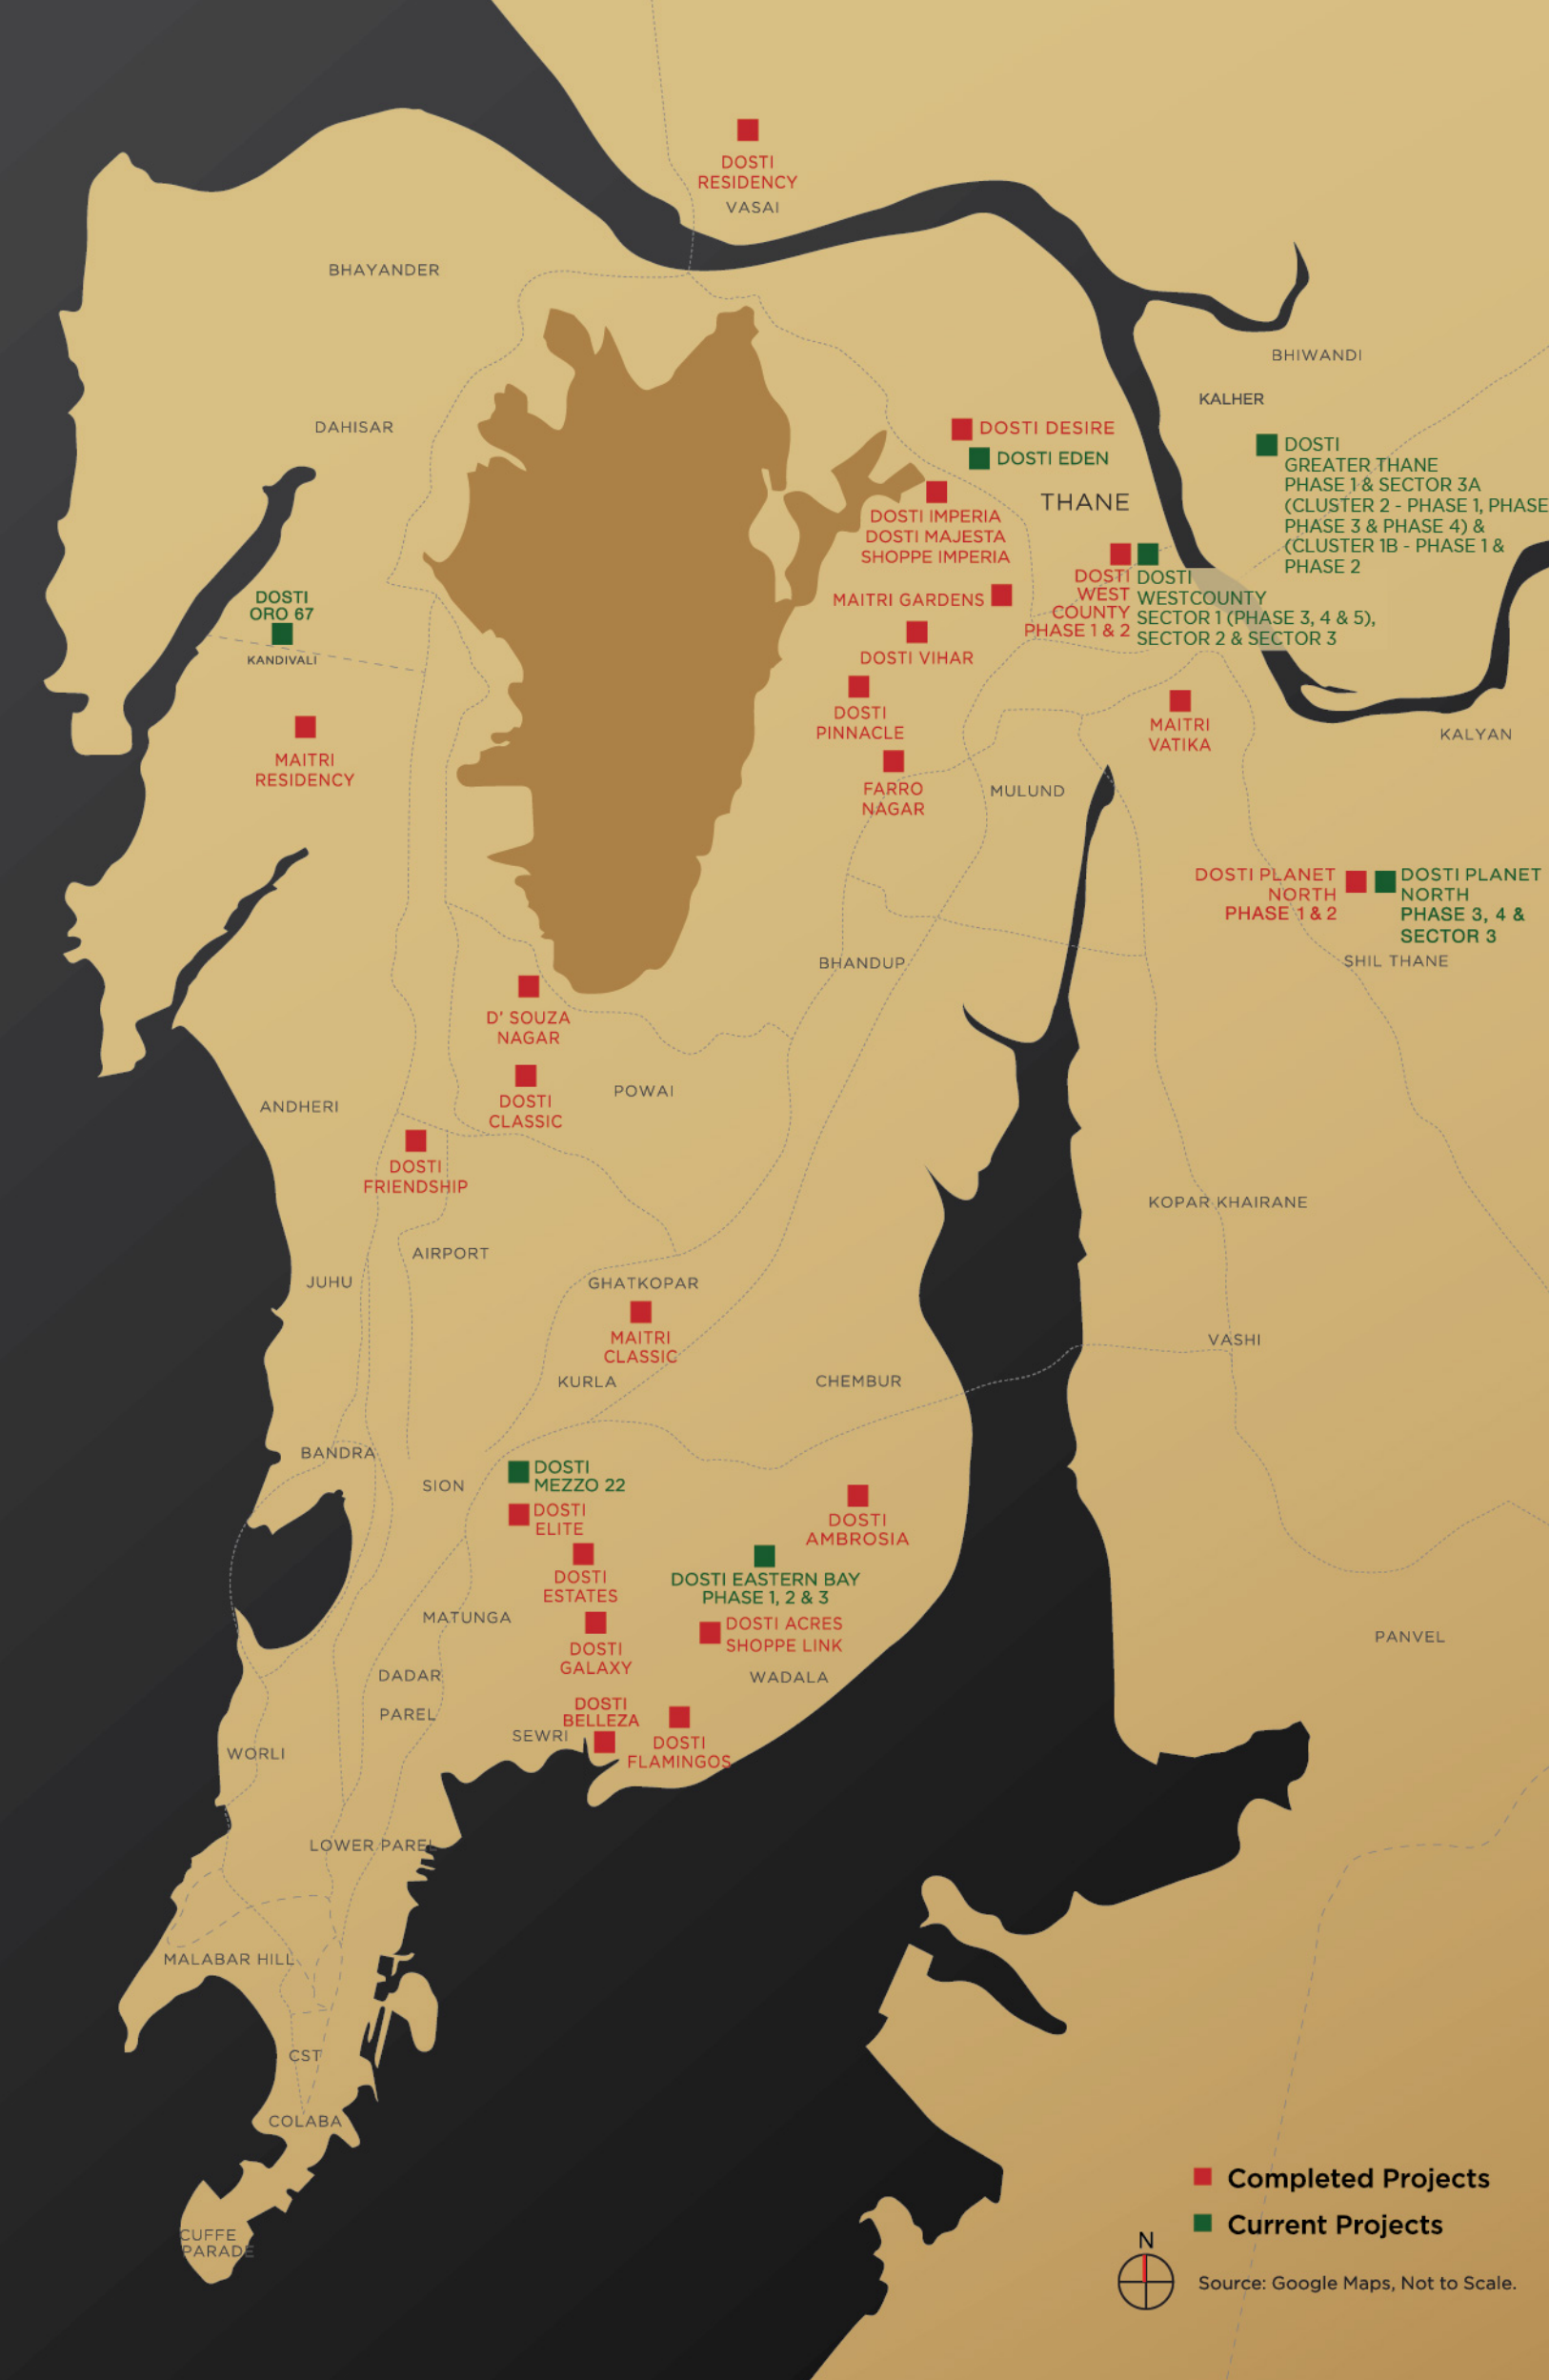 DOSTI
RESIDENCY
VASAI
BHAYANDER
BHIWANDI
KALHER
DAHISAR
DOSTI DESIRE
DOSTI EDEN
DOSTI
GREATER THANE
PHASE 1 & SECTOR 3A
(CLUSTER 2 - PHASE 1, PHASE
PHASE 3 & PHASE 4) &
(CLUSTER 1B - PHASE 1 &
PHASE 2
THANE
DOSTI IMPERIA
DOSTI MAJESTA
SHOPPE IMPERIA
DOSTI
WEST
COUNTY
PHASE 1 & 2
DOSTI
WESTCOUNTY
SECTOR 1 (PHASE 3, 4 & 5),
SECTOR 2 & SECTOR 3
MAITRI GARDENS
DOSTI
ORO 67
KANDIVALI
DOSTI VIHAR
DOSTI
PINNACLE
MAITRI
VATIKA
KALYAN
MAITRI
RESIDENCY
FARRO
NAGAR
MULUND
DOSTI PLANET
NORTH
PHASE 1 & 2
DOSTI PLANET
NORTH
PHASE 3, 4 &
SECTOR 3
SHIL THANE
BHANDUP
D' SOUZA
NAGAR
DOSTI
CLASSIC
POWAI
ANDHERI
DOSTI
FRIENDSHIP
KOPAR KHAIRANE
AIRPORT
JUHU
GHATKOPAR
MAITRI
CLASSIC
VASHI
KURLA
CHEMBUR
BANDRA
SION
DOSTI
MEZZO 22
DOSTI
ELITE
DOSTI
AMBROSIA
DOSTI
ESTATES
DOSTI EASTERN BAY
PHASE 1, 2 & 3
MATUNGA
DOSTI ACRES
SHOPPE LINK
PANVEL
DOSTI
GALAXY
DADAR
WADALA
PAREL
DOSTI
BELLEZA
SEWRI
DOSTI
FLAMINGOS
WORLI
LOWER PAREL
MALABAR HILL
CST
COLABA
CUFFE
PARADE
Completed Projects
Current Projects
N
Source: Google Maps, Not to Scale.